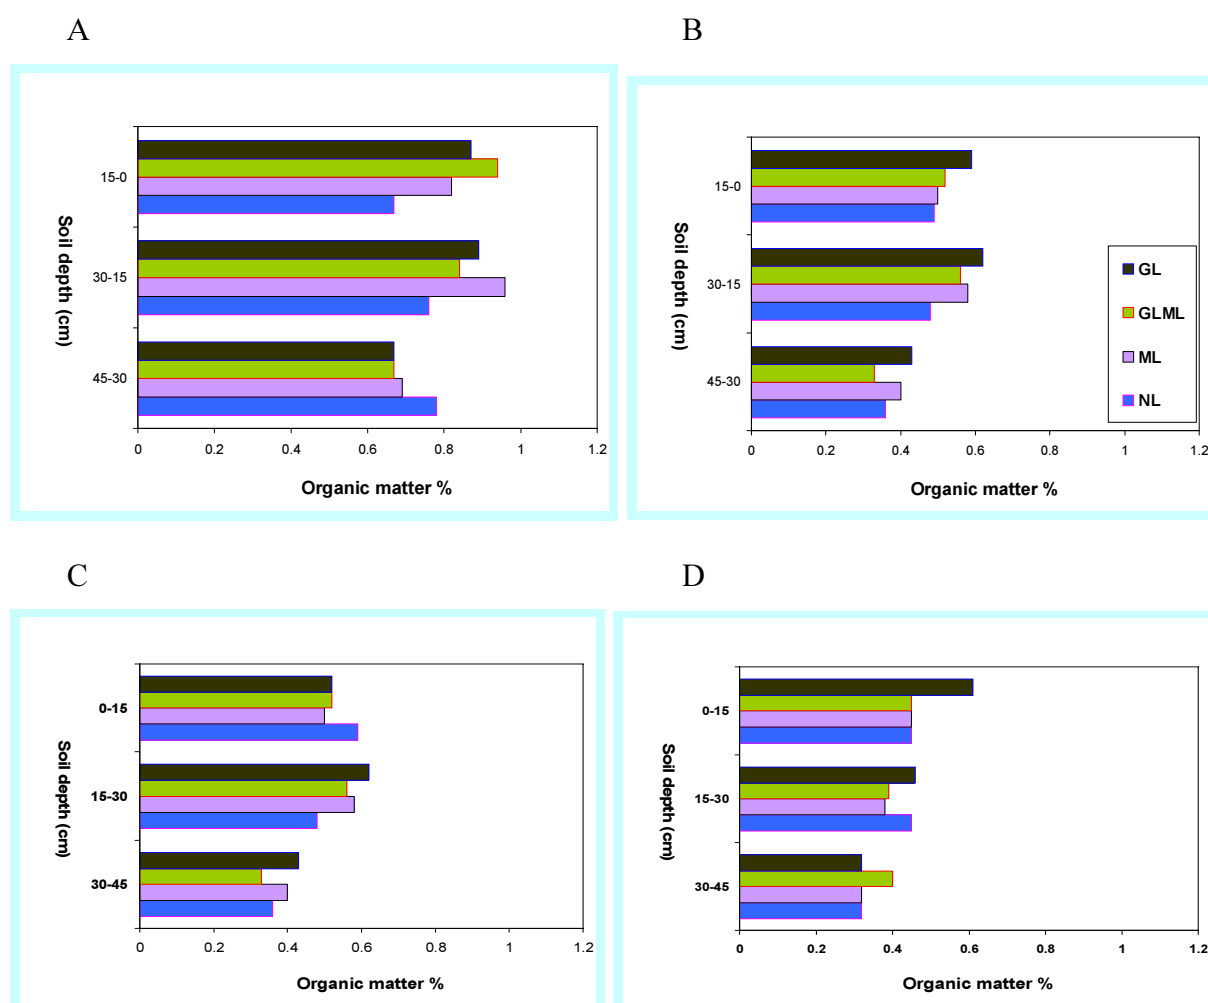 A
B
Soil depth (cm)
15-0
30-15
45-30
0 0.2 0.4 0.6 0.8 1 1.2
Organic matter %
Soil depth (cm)
15-0
30-15
45-30
0 0.2 0.4 0.6 0.8 1 1.2
Organic matter %
GL
GLML
ML
NL
C
D
Soil depth (cm)
0-15
15-30
30-45
0 0.2 0.4 0.6 0.8 1 1.2
Organic matter %
Soil depth (cm)
0-15
15-30
30-45
0 0.2 0.4 0.6 0.8 1 1.2
Organic matter %